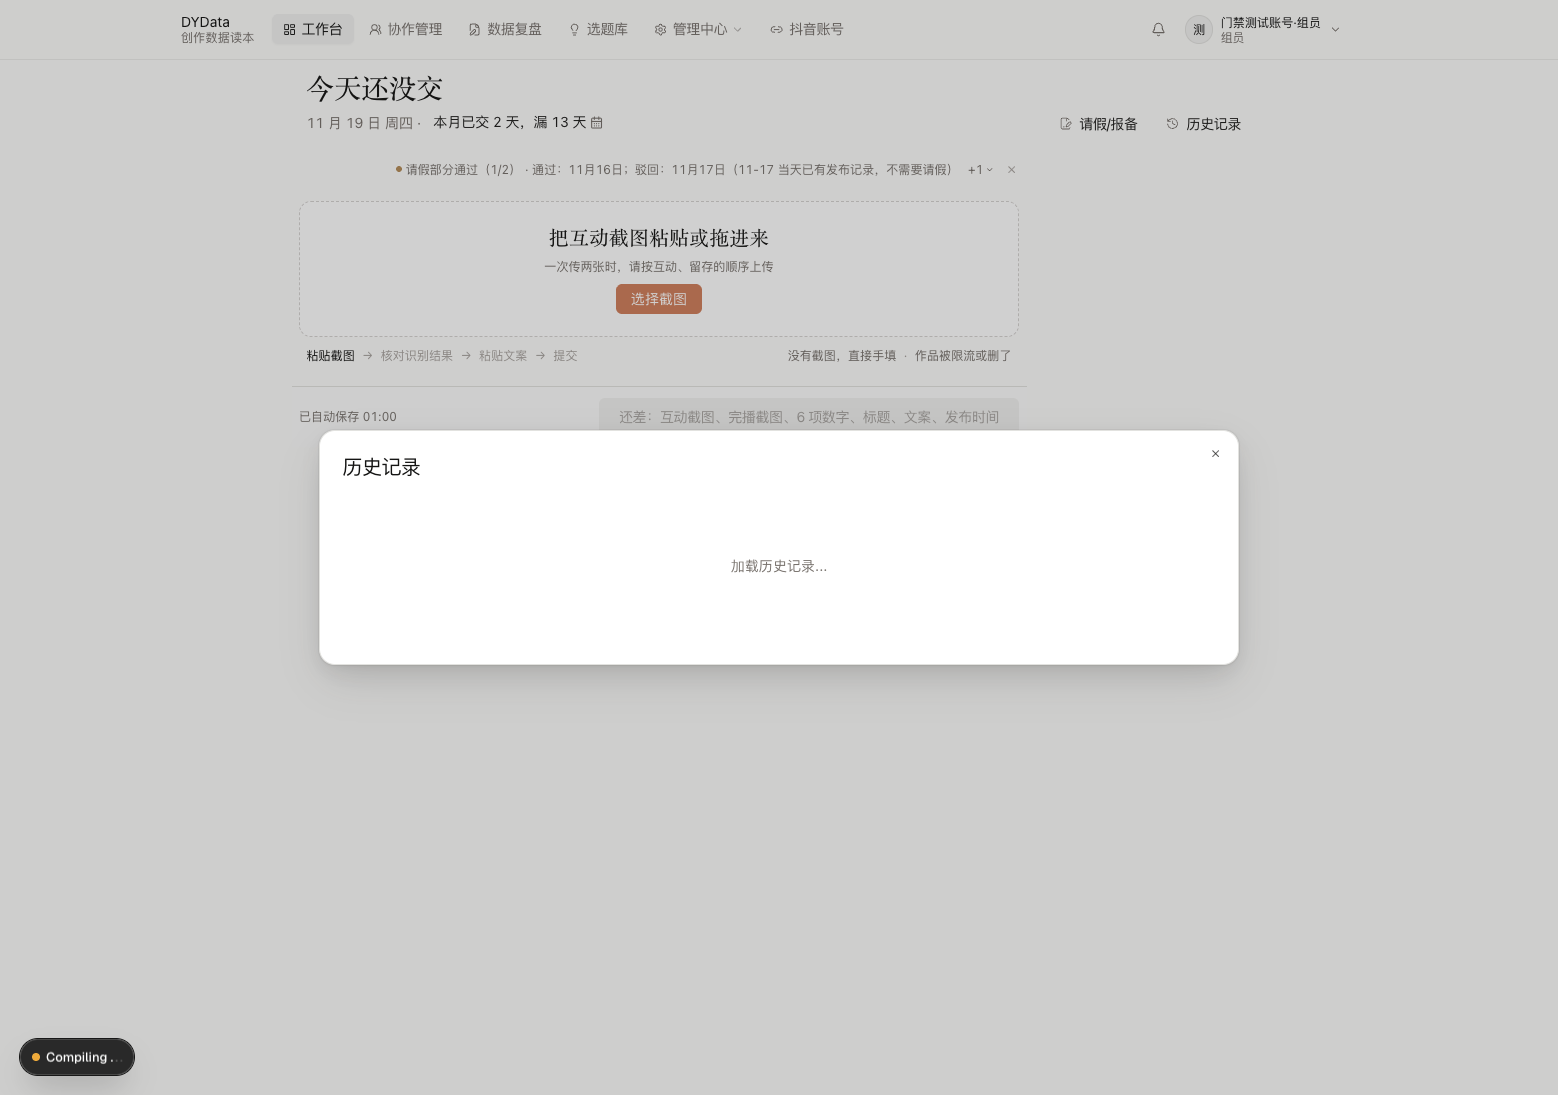 DYData
创作数据读本
工作台
协作管理
数据复盘
选题库
管理中心
抖音账号
测
门禁测试账号·组员
组员
今天还没交
11 月 19 日 周四 · 本月已交 2 天，漏 13 天
请假/报备
历史记录
请假部分通过（1/2） · 通过：11月16日；驳回：11月17日（11-17 当天已有发布记录，不需要请假） +1
把互动截图粘贴或拖进来
一次传两张时，请按互动、留存的顺序上传
选择截图
粘贴截图 → 核对识别结果 → 粘贴文案 → 提交
没有截图，直接手填 · 作品被限流或删了
已自动保存 01:00
还差：互动截图、完播截图、6 项数字、标题、文案、发布时间
历史记录
加载历史记录...
Compiling ...